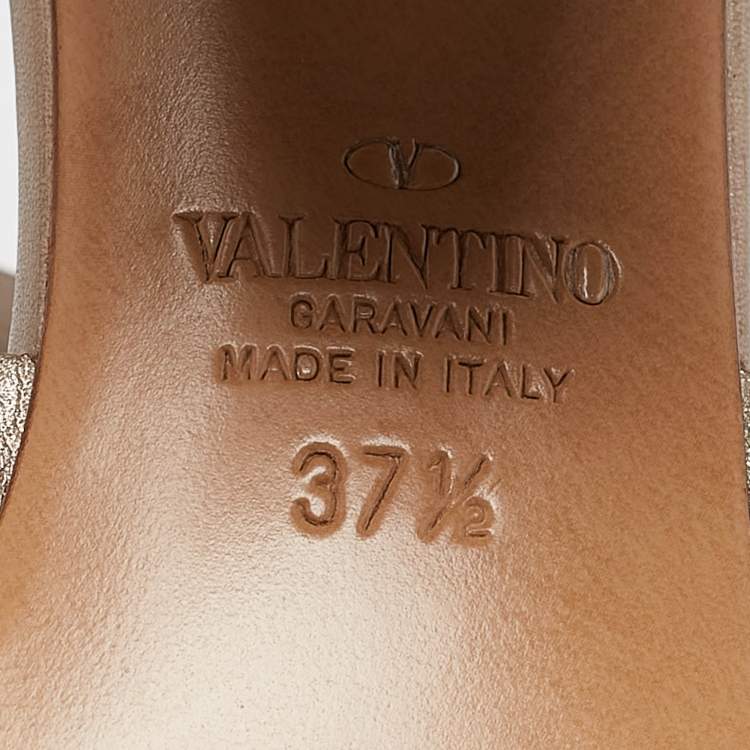 V
VALENTINO
GARAVANI
MADE IN ITALY
37½